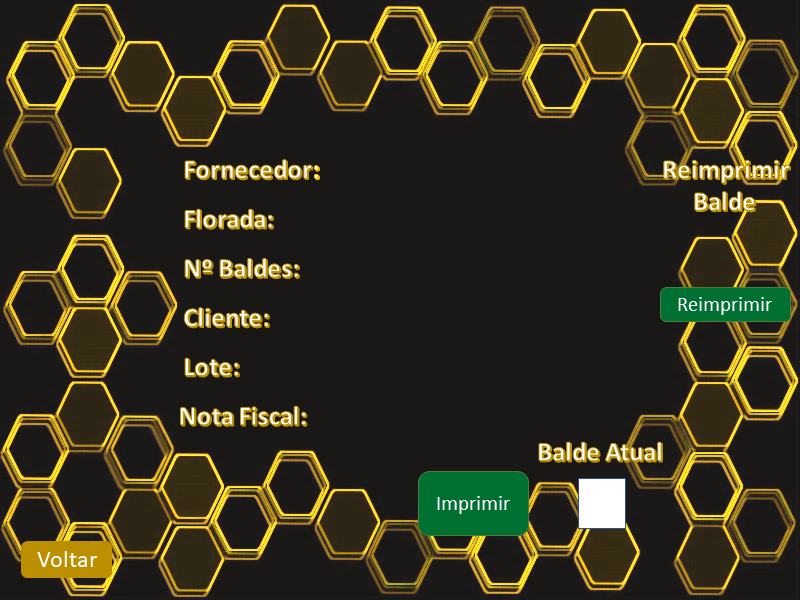 Fornecedor:
Reimprimir
Balde
Florada:
Nº Baldes:
Reimprimir
Cliente:
Lote:
Nota Fiscal:
Balde Atual
Imprimir
Voltar